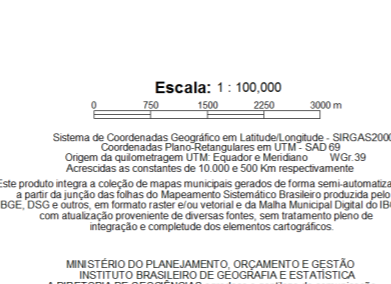 Escala: 1 : 100,000
0 750 1500 2250 3000 m
Sistema de Coordenadas Geográfico em Latitude/Longitude - SIRGAS2000
Coordenadas Plano-Retangulares em UTM - SAD 69
Origem da quilometragem UTM: Equador e Meridiano WGr.39
Acrescidas as constantes de 10.000 e 500 Km respectivamente
Este produto integra a coleção de mapas municipais gerados de forma semi-automatiza
a partir da junção das folhas do Mapeamento Sistemático Brasileiro produzida pelo
IBGE, DSG e outros, em formato raster e/ou vetorial e da Malha Municipal Digital do IB
com atualização proveniente de diversas fontes, sem tratamento pleno de
integração e completude dos elementos cartográficos.
MINISTÉRIO DO PLANEJAMENTO, ORÇAMENTO E GESTÃO
INSTITUTO BRASILEIRO DE GEOGRAFIA E ESTATÍSTICA
A DIRETORIA DE GEOCIÊNCIAS